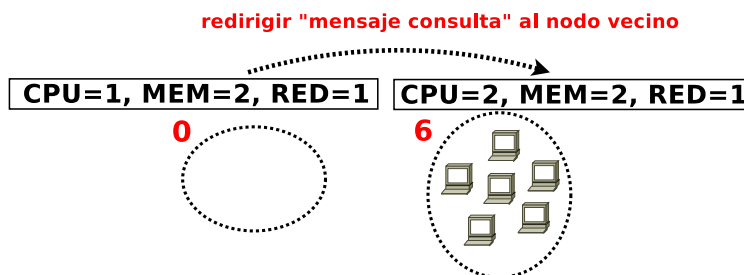 redirigir "mensaje consulta" al nodo vecino
CPU=1, MEM=2, RED=1
CPU=2, MEM=2, RED=1
0
6